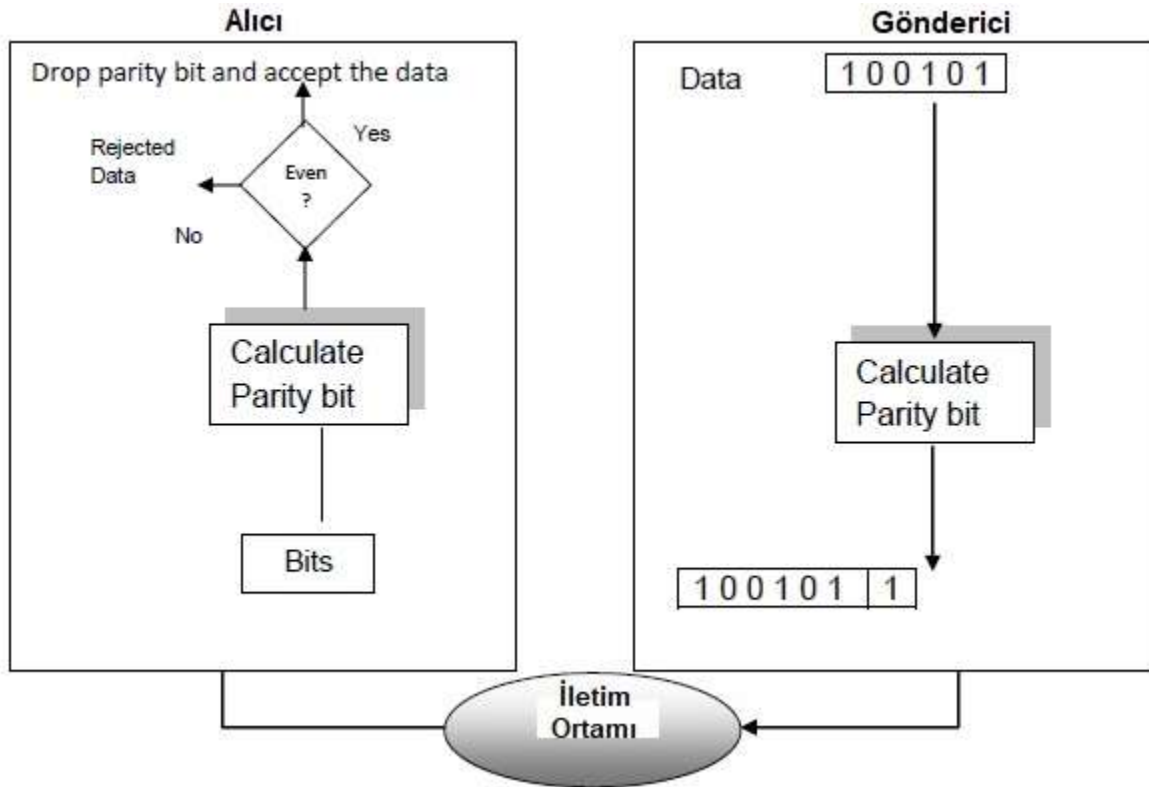 Alıcı
Drop parity bit and accept the data
Yes
Rejected
Data
Even
?
No
Calculate
Parity bit
Bits
Gönderici
Data
1 0 0 1 0 1
Calculate
Parity bit
1 0 0 1 0 1 1
İletim
Ortamı